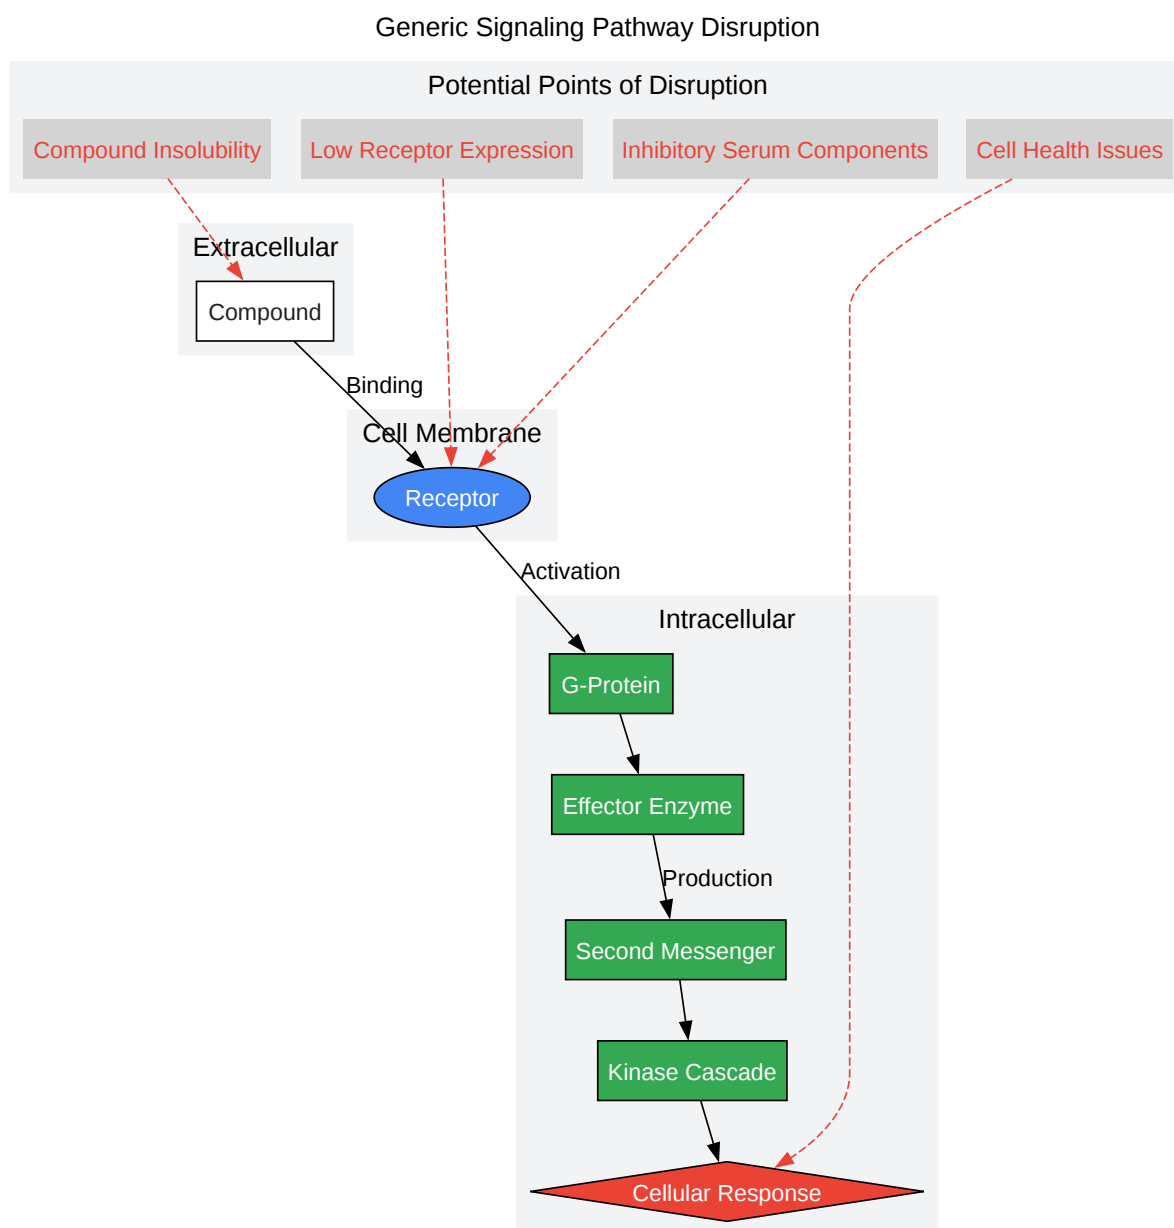 Generic Signaling Pathway Disruption
Potential Points of Disruption
Compound Insolubility
Low Receptor Expression
Inhibitory Serum Components
Cell Health Issues
Extracellular
Compound
Binding
Cell Membrane
Receptor
Activation
Intracellular
G-Protein
Effector Enzyme
Production
Second Messenger
Kinase Cascade
Cellular Response